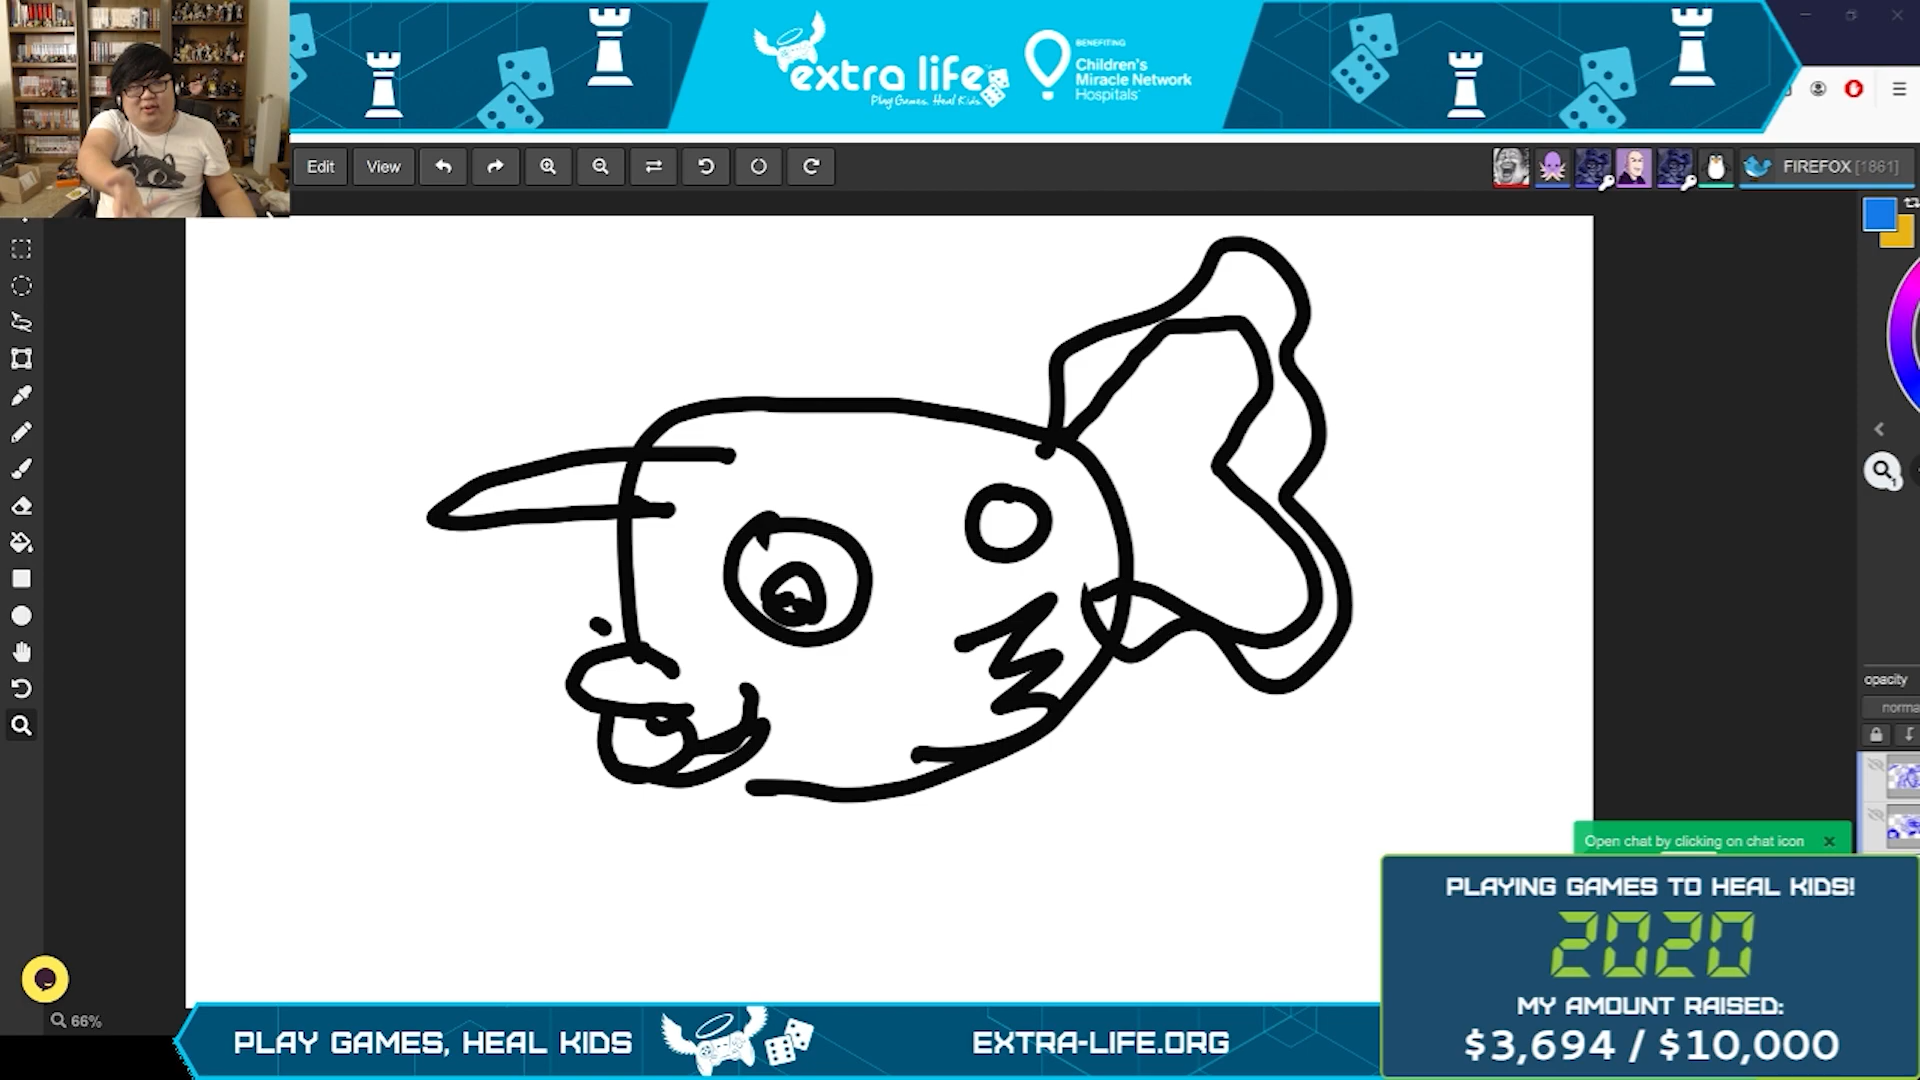 extra life
Play Games. Heal Kids.
BENEFITING
Children's
Miracle Network
Hospitals
Edit
View
FIREFOX [1861]
opacity
norma
Open chat by clicking on chat icon
PLAYING GAMES TO HEAL KIDS!
2020
MY AMOUNT RAISED:
$3,694 / $10,000
66%
PLAY GAMES, HEAL KIDS
EXTRA-LIFE.ORG